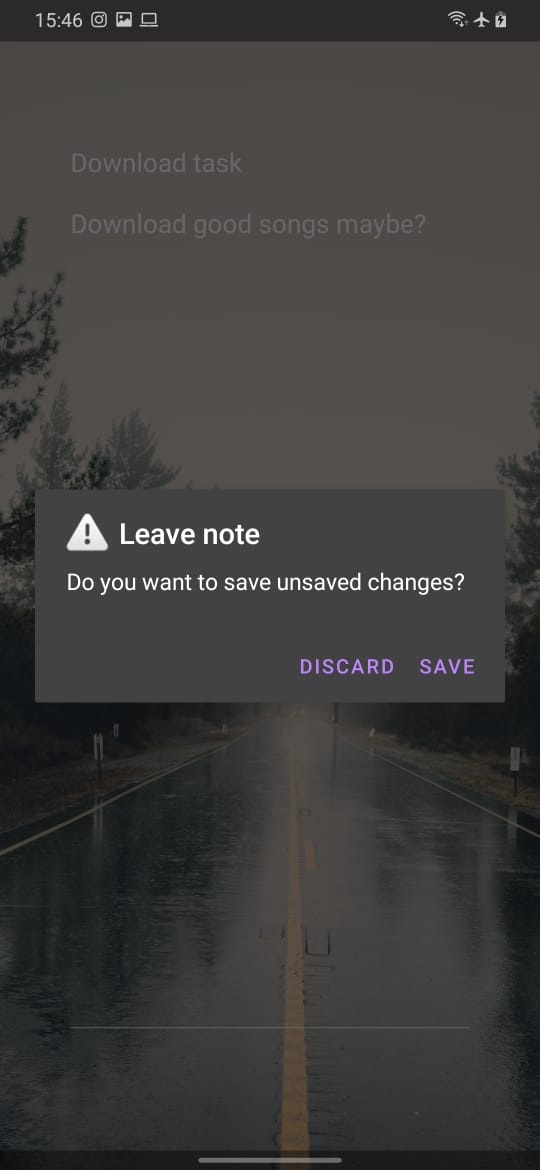 15:46
Download task
Download good songs maybe?
Leave note
Do you want to save unsaved changes?
DISCARD SAVE